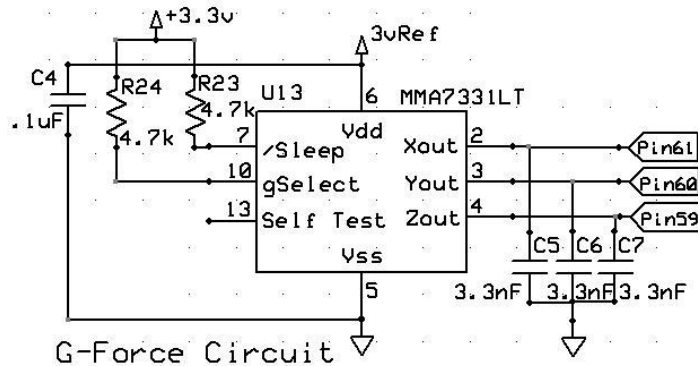 +3.3v
3vRef
C4
R24
R23
U13
6
MMA7331LT
.1uF
4.7k
4.7k
7
Vdd
/Sleep
Xout
2
Pin61
10
gSelect
Yout
3
Pin60
13
Self Test
Zout
4
Pin59
Vss
C5
C6
C7
5
3.3nF
3.3nF
3.3nF
G-Force Circuit